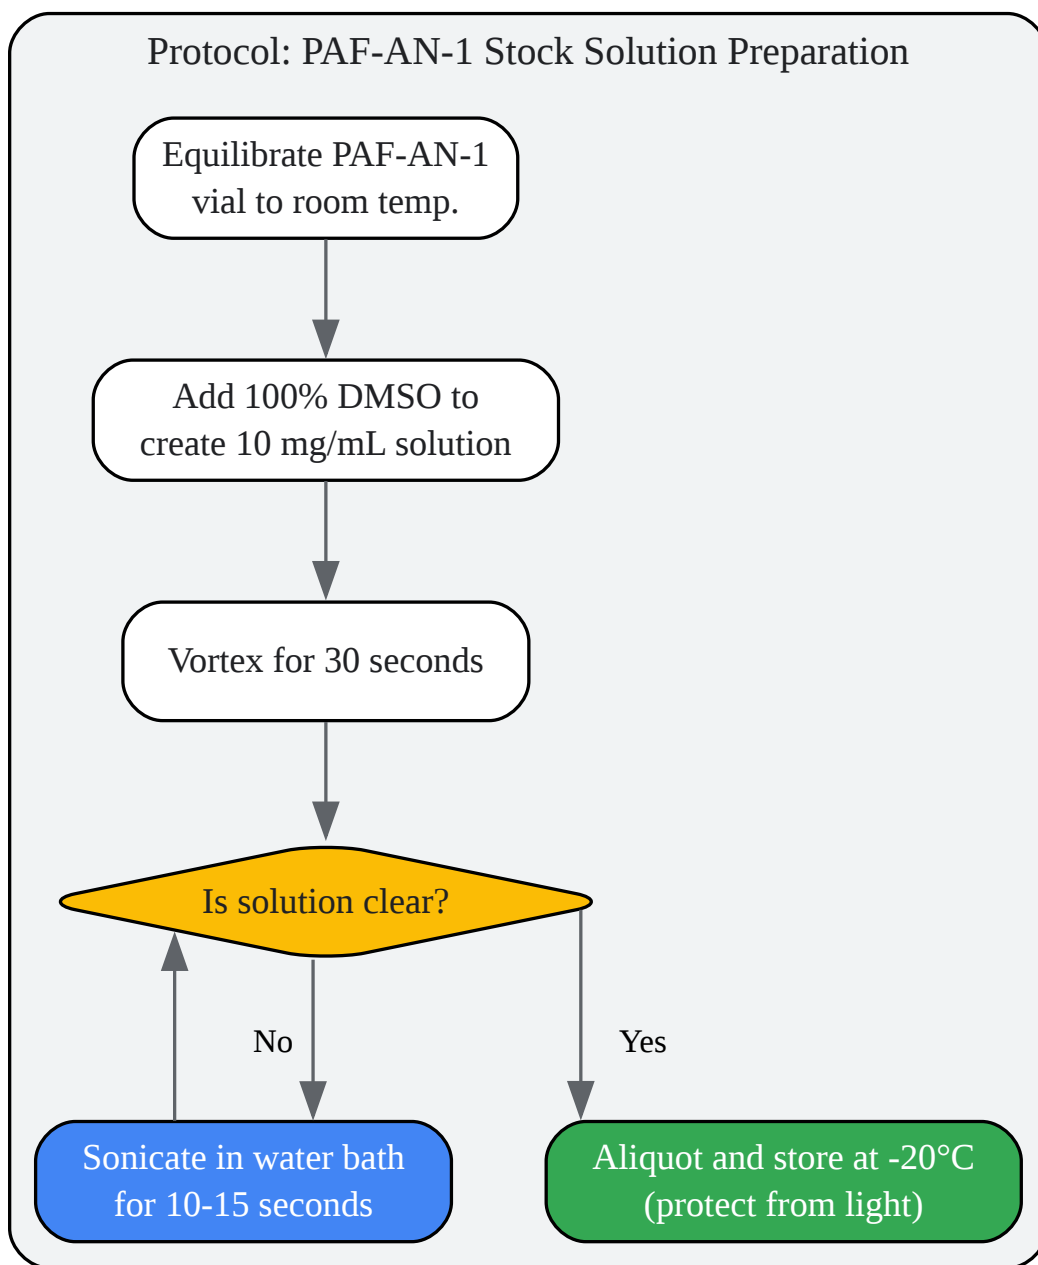 Protocol: PAF-AN-1 Stock Solution Preparation
Equilibrate PAF-AN-1
vial to room temp.
Add 100% DMSO to
create 10 mg/mL solution
Vortex for 30 seconds
Is solution clear?
No
Yes
Sonicate in water bath
for 10-15 seconds
Aliquot and store at -20°C
(protect from light)